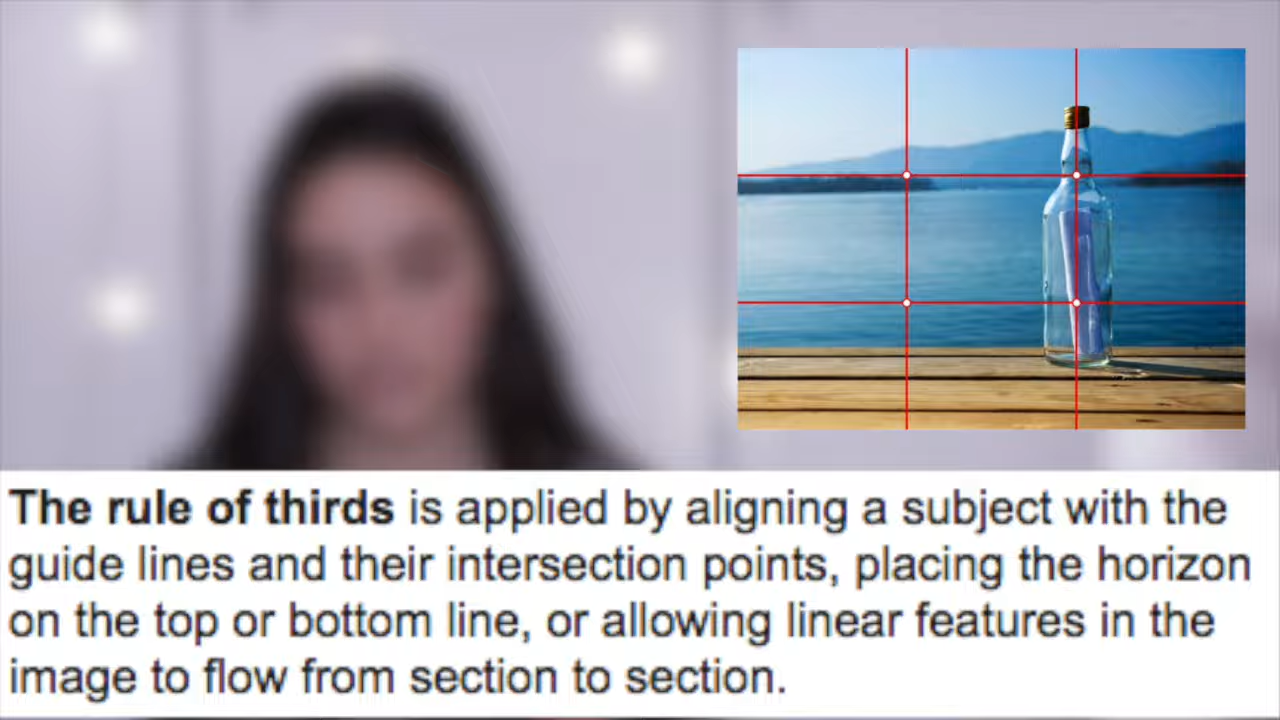 The rule of thirds is applied by aligning a subject with the
guide lines and their intersection points, placing the horizon
on the top or bottom line, or allowing linear features in the
image to flow from section to section.